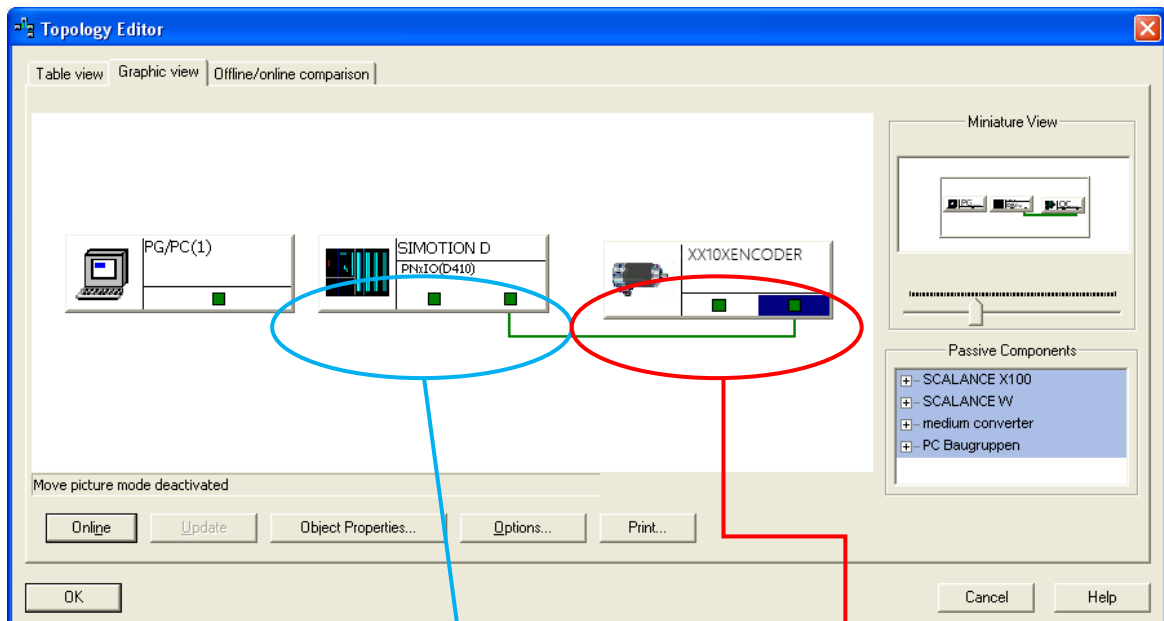 Topology Editor
Table view Graphic view Offline/online comparison
PG/PC(1)
SIMOTION D
PNxIO(D410)
XX10XENCODER
Miniature View
Passive Components
SCALANCE X100
SCALANCE W
medium converter
PC Baugruppen
Move picture mode deactivated
Online Update Object Properties... Options... Print...
OK Cancel Help